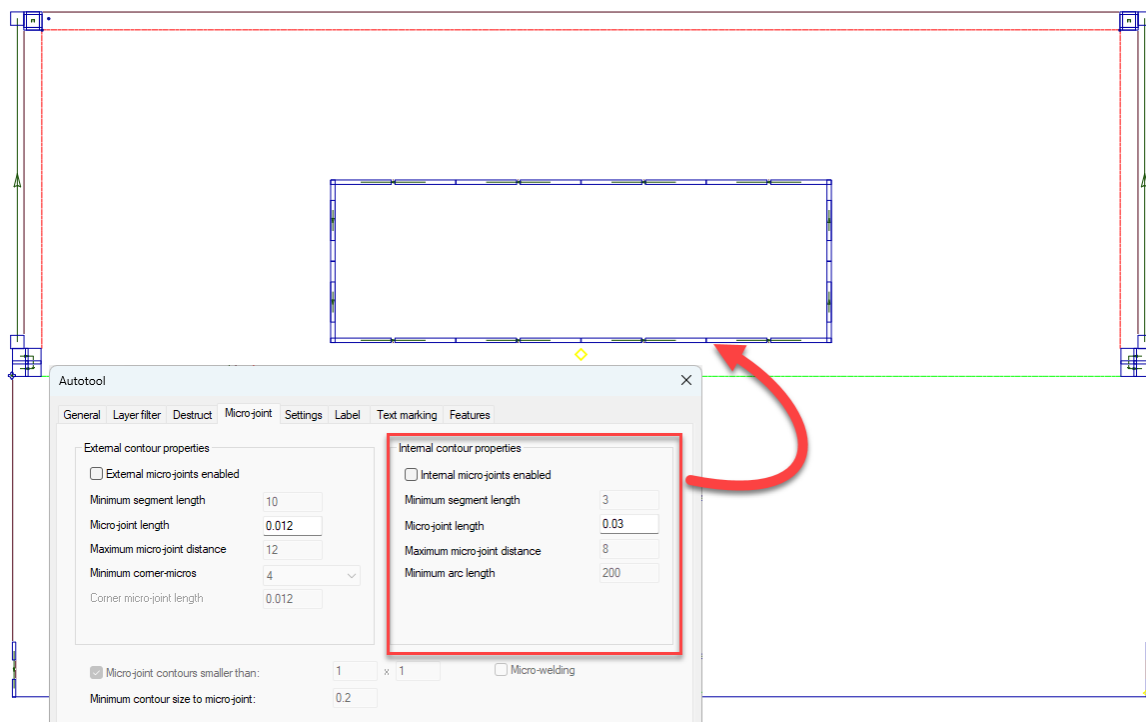 Autotool
General Layer filter Destruct Micro-joint Settings Label Text marking Features
External contour properties
External micro-joints enabled
Minimum segment length 10
Micro-joint length 0.012
Maximum micro-joint distance 12
Minimum corner-micros 4
Corner micro-joint length 0.012
Internal contour properties
Internal micro-joints enabled
Minimum segment length 3
Micro-joint length 0.03
Maximum micro-joint distance 8
Minimum arc length 200
Micro-joint contours smaller than: 1 x 1 Micro-welding
Minimum contour size to micro-joint: 0.2